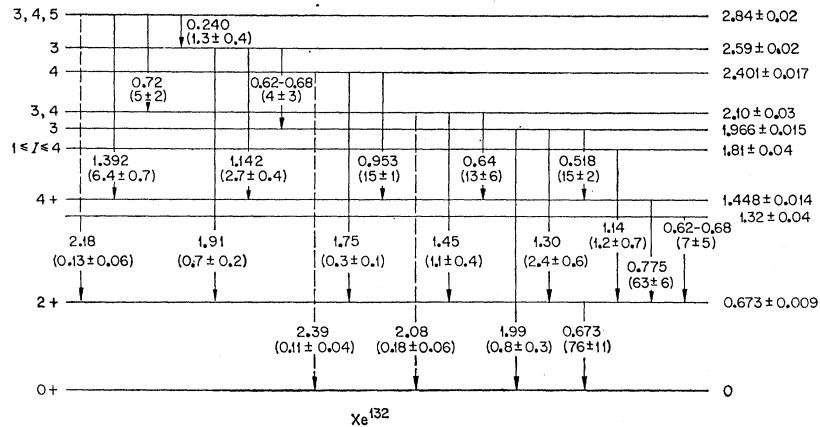 3, 4, 5
0.240
(1.3 ± 0.4)
2.84 ± 0.02
3
2.59 ± 0.02
4
0.72
(5 ± 2)
0.62-0.68
(4 ± 3)
2.401 ± 0.017
3, 4
2.10 ± 0.03
3
1.966 ± 0.015
1 ≤ I ≤ 4
1.81 ± 0.04
1.392
(6.4 ± 0.7)
1.142
(2.7 ± 0.4)
0.953
(15 ± 1)
0.64
(13 ± 6)
0.518
(15 ± 2)
4+
1.448 ± 0.014
1.32 ± 0.04
2.18
(0.13 ± 0.06)
1.91
(0.7 ± 0.2)
1.75
(0.3 ± 0.1)
1.45
(1.1 ± 0.4)
1.30
(2.4 ± 0.6)
1.14
(1.2 ± 0.7)
0.775
(63 ± 6)
0.62-0.68
(7 ± 5)
2+
0.673 ± 0.009
2.39
(0.11 ± 0.04)
2.08
(0.18 ± 0.06)
1.99
(0.8 ± 0.3)
0.673
(76 ± 11)
0+
0
Xe¹³²